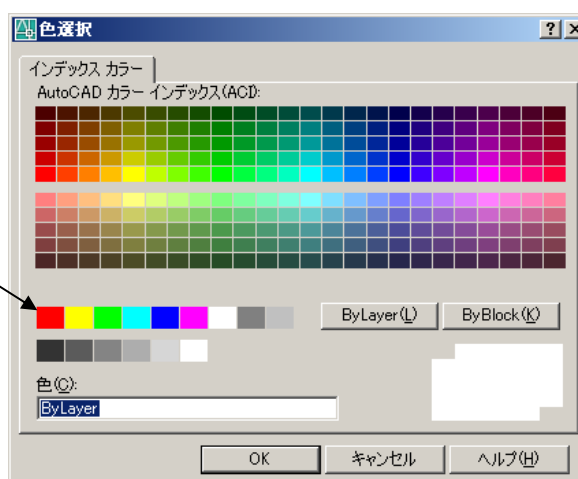 色選択
インデックス カラー
AutoCAD カラー インデックス(ACI):
ByLayer(L) ByBlock(K)
色(C):
ByLayer
OK キャンセル ヘルプ(H)